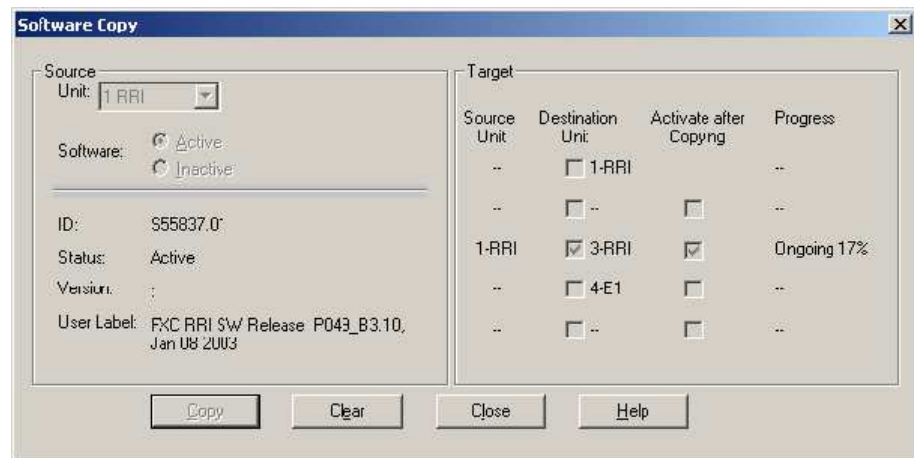 Software Copy
Source
Unit: 1 RRI
Software: Active
Inactive
ID: S55837.01
Status: Active
Version: :
User Label: FXC RRI SW Release P043_B3.10,
Jan 08 2003
Target
Source Unit Destination Unit Activate after Copyng Progress
-- 1-RRI --
-- -- --
1-RRI 3-RRI Ongoing 17%
-- 4-E1 --
-- -- --
Copy Clear Close Help